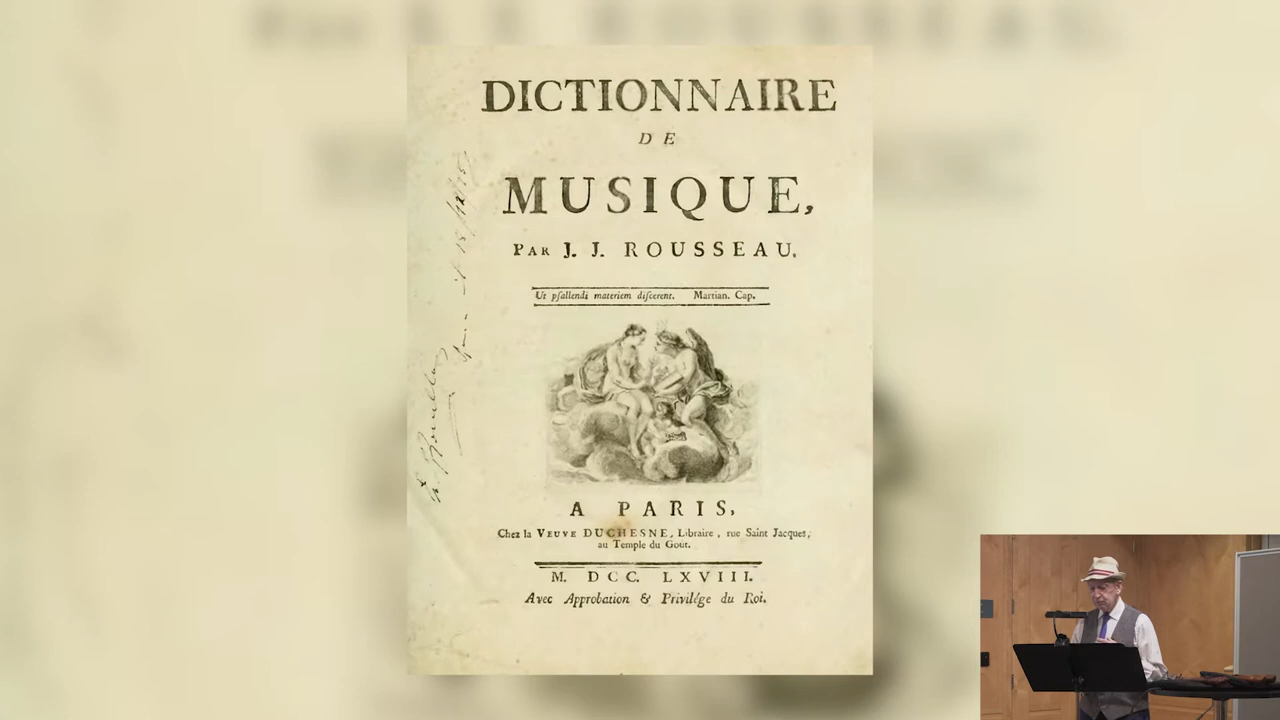 DICTIONNAIRE
DE
MUSIQUE,
PAR J. J. ROUSSEAU.
Ut pſallendi materiem diſcerent. Martian. Cap.
A PARIS,
Chez la VEUVE DUCHESNE, Libraire, rue Saint Jacques,
au Temple du Gout.
M. DCC. LXVIII.
Avec Approbation & Privilége du Roi.